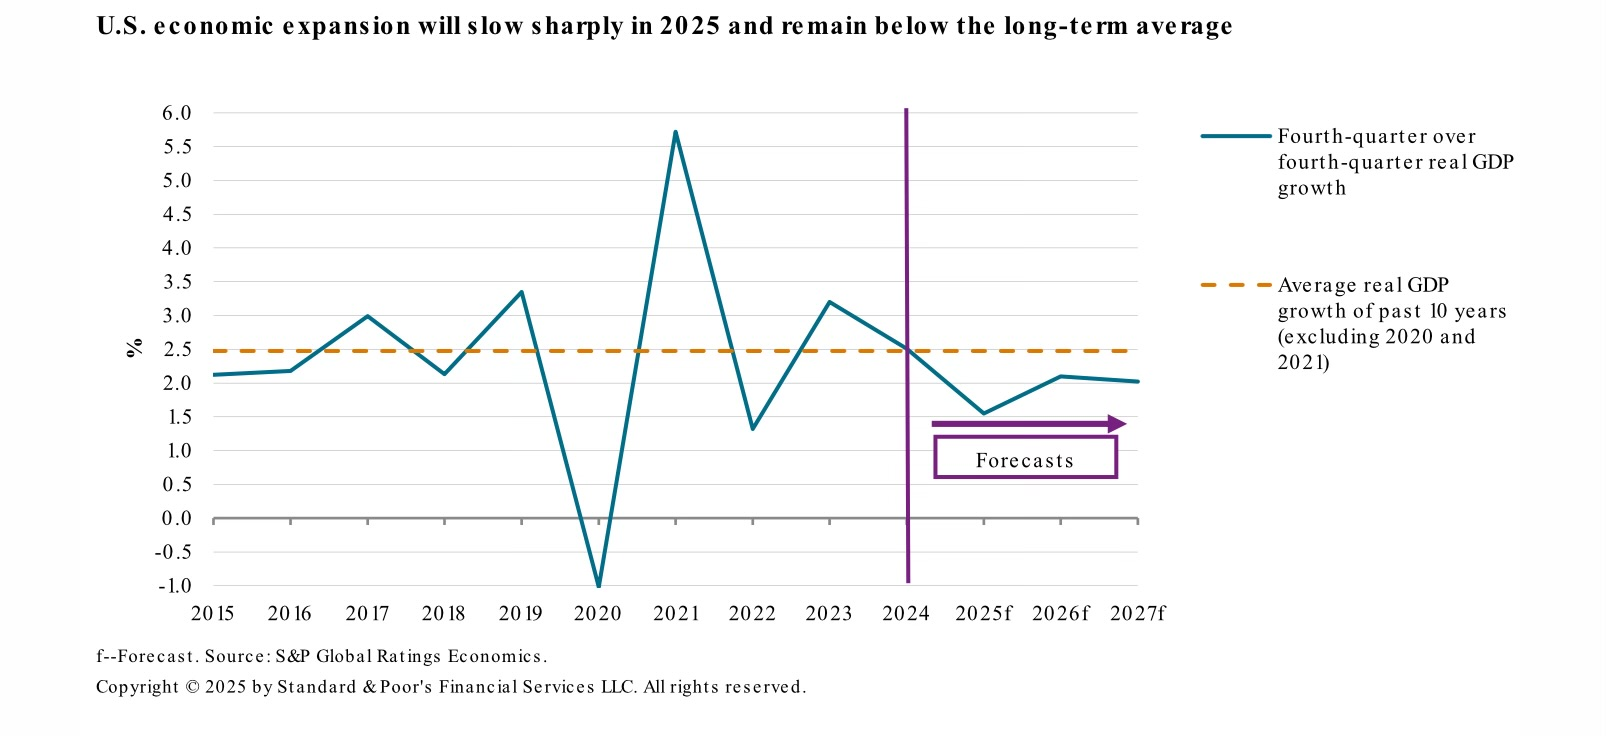 U.S. economic expansion will slow sharply in 2025 and remain below the long-term average
6.0
5.5
5.0
4.5
4.0
3.5
3.0
2.5
2.0
1.5
1.0
0.5
0.0
-0.5
-1.0
%
Fourth-quarter over
fourth-quarter real GDP
growth
Average real GDP
growth of past 10 years
(excluding 2020 and
2021)
Forecasts
2015 2016 2017 2018 2019 2020 2021 2022 2023 2024 2025f 2026f 2027f
f--Forecast. Source: S&P Global Ratings Economics.
Copyright © 2025 by Standard & Poor's Financial Services LLC. All rights reserved.